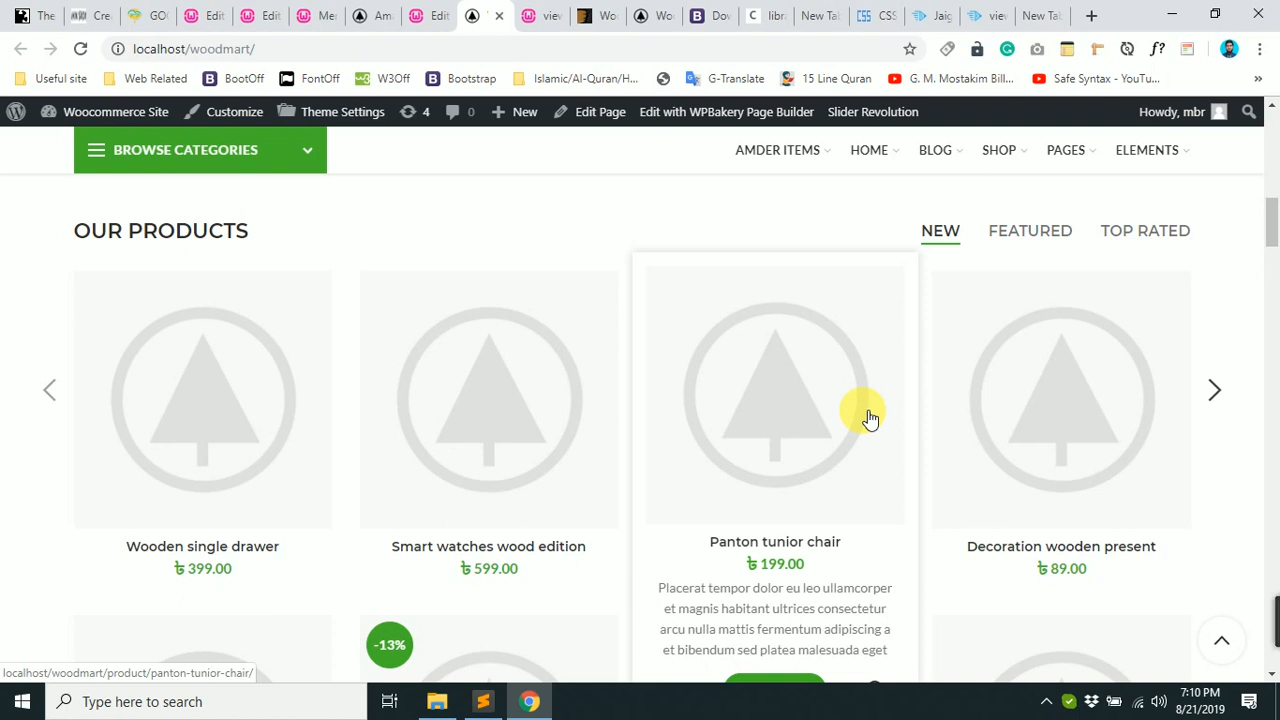 The
Cre
GO
Edit
Edit
Me
Am
Edit
view
Wo
Wo
Dov
Intr
New Tab
CSS
Jaig
view
New Tab
localhost/woodmart/
Useful site
Web Related
BootOff
FontOff
W3Off
Bootstrap
Islamic/Al-Quran/H...
G-Translate
15 Line Quran
G. M. Mostakim Bill...
Safe Syntax - YouTu...
Woocommerce Site
Customize
Theme Settings
4
0
New
Edit Page
Edit with WPBakery Page Builder
Slider Revolution
Howdy, mbr
BROWSE CATEGORIES
AMDER ITEMS
HOME
BLOG
SHOP
PAGES
ELEMENTS
OUR PRODUCTS
NEW
FEATURED
TOP RATED
Wooden single drawer
৳ 399.00
Smart watches wood edition
৳ 599.00
Panton tunior chair
৳ 199.00
Placerat tempor dolor eu leo ullamcorper
et magnis habitant ultrices consectetur
arcu nulla mattis fermentum adipiscing a
et bibendum sed platea malesuada eget
Decoration wooden present
৳ 89.00
-13%
localhost/woodmart/product/panton-tunior-chair/
Type here to search
7:10 PM
8/21/2019